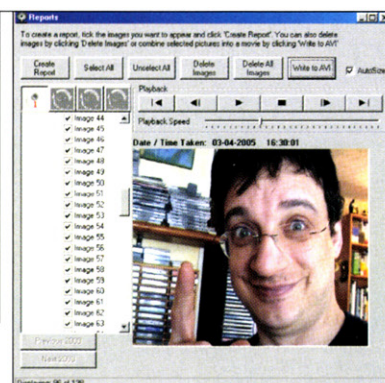 Reports
To create a report, tick the images you want to appear and click 'Create Report'. You can also delete
images by clicking 'Delete Images' or combine selected pictures into a movie by clicking 'Write to AVI'
Create Report
Select All
Unselect All
Delete Images
Delete All Images
Write to AVI
AutoSize
Playback
Playback Speed
Date / Time Taken: 03-04-2005 16:30:01
Image 44
Image 45
Image 46
Image 47
Image 48
Image 49
Image 50
Image 51
Image 52
Image 53
Image 54
Image 55
Image 56
Image 57
Image 58
Image 59
Image 60
Image 61
Image 62
Image 63
Previous 2000
Next 2000